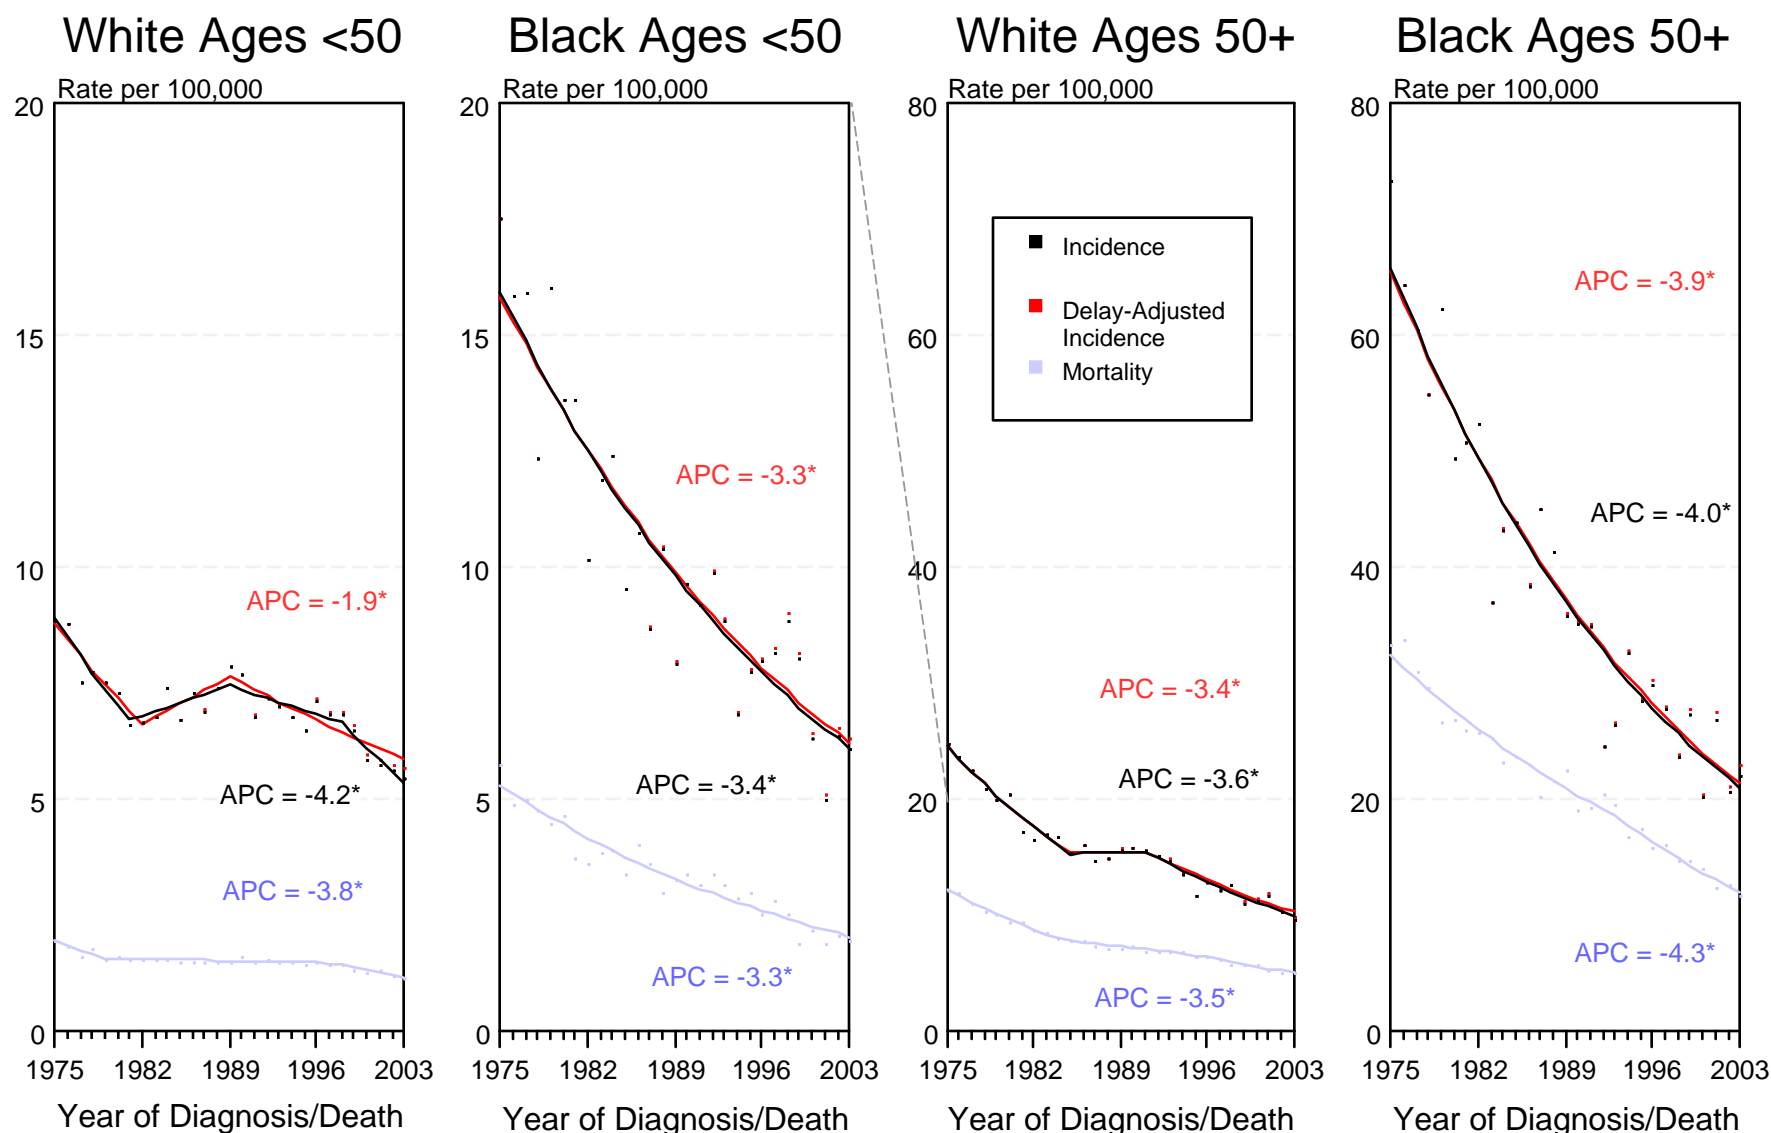 White Ages <50
Black Ages <50
White Ages 50+
Black Ages 50+
Rate per 100,000
Rate per 100,000
Rate per 100,000
Rate per 100,000
20
15
10
5
0
APC = -1.9*
APC = -4.2*
APC = -3.8*
1975 1982 1989 1996 2003
Year of Diagnosis/Death
20
15
10
5
0
APC = -3.3*
APC = -3.4*
APC = -3.3*
1975 1982 1989 1996 2003
Year of Diagnosis/Death
80
60
40
20
0
Incidence
Delay-Adjusted
Incidence
Mortality
APC = -3.4*
APC = -3.6*
APC = -3.5*
1975 1982 1989 1996 2003
Year of Diagnosis/Death
80
60
40
20
0
APC = -3.9*
APC = -4.0*
APC = -4.3*
1975 1982 1989 1996 2003
Year of Diagnosis/Death